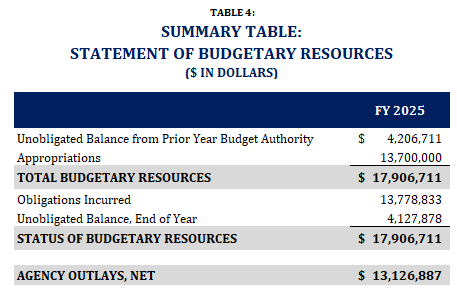 TABLE 4:
SUMMARY TABLE:
STATEMENT OF BUDGETARY RESOURCES
($ IN DOLLARS)
FY 2025
Unobligated Balance from Prior Year Budget Authority $ 4,206,711
Appropriations 13,700,000
TOTAL BUDGETARY RESOURCES $ 17,906,711
Obligations Incurred 13,778,833
Unobligated Balance, End of Year 4,127,878
STATUS OF BUDGETARY RESOURCES $ 17,906,711
AGENCY OUTLAYS, NET $ 13,126,887